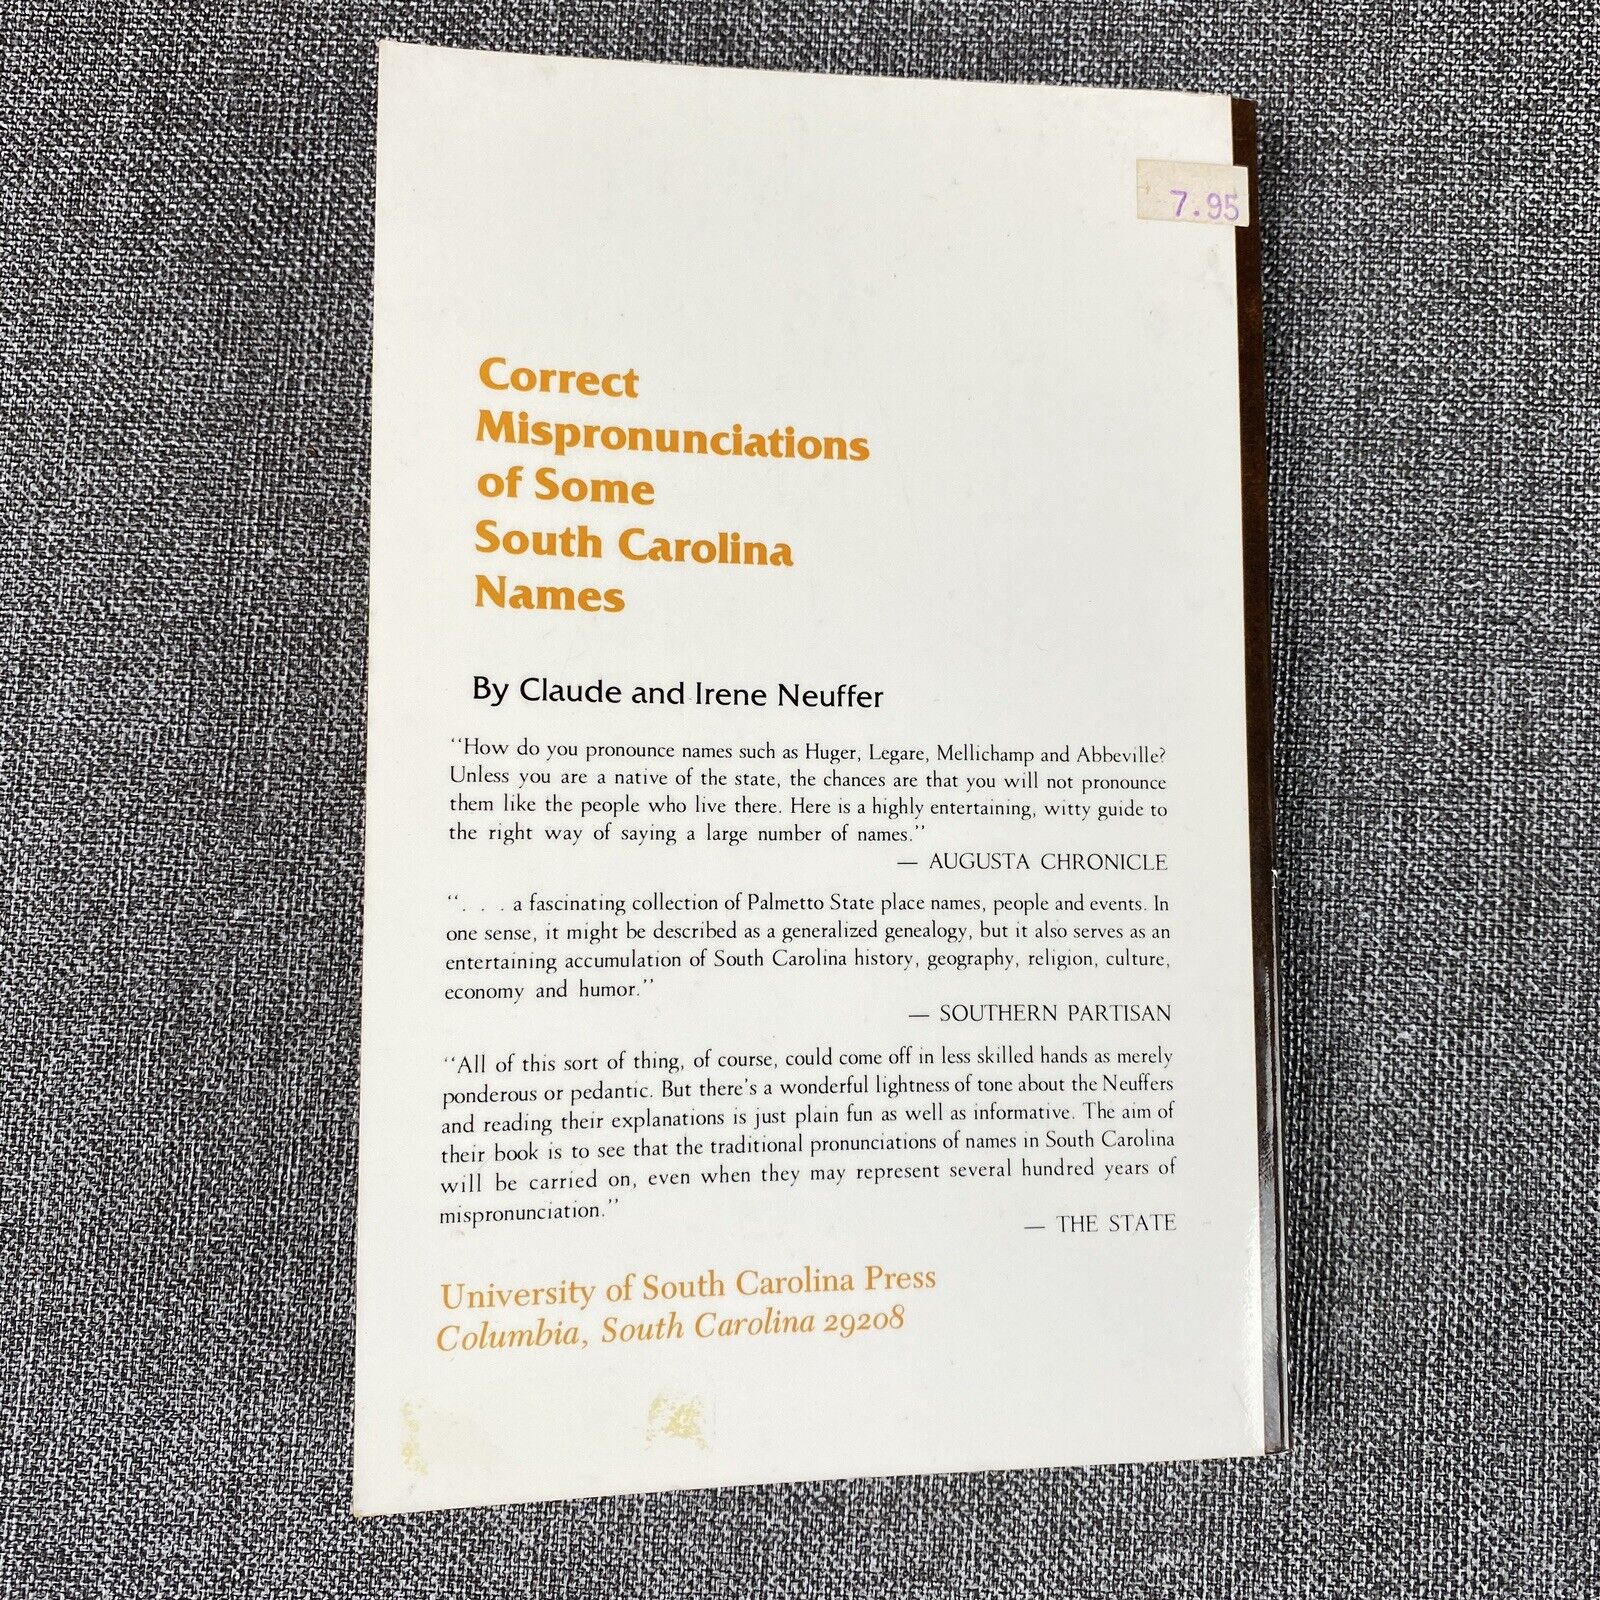 7.95
Correct
Mispronunciations
of Some
South Carolina
Names
By Claude and Irene Neuffer
"How do you pronounce names such as Huger, Legare, Mellichamp and Abbeville?
Unless you are a native of the state, the chances are that you will not pronounce
them like the people who live there. Here is a highly entertaining, witty guide to
the right way of saying a large number of names."
— AUGUSTA CHRONICLE
". . . a fascinating collection of Palmetto State place names, people and events. In
one sense, it might be described as a generalized genealogy, but it also serves as an
entertaining accumulation of South Carolina history, geography, religion, culture,
economy and humor."
— SOUTHERN PARTISAN
"All of this sort of thing, of course, could come off in less skilled hands as merely
ponderous or pedantic. But there's a wonderful lightness of tone about the Neuffers
and reading their explanations is just plain fun as well as informative. The aim of
their book is to see that the traditional pronunciations of names in South Carolina
will be carried on, even when they may represent several hundred years of
mispronunciation."
— THE STATE
University of South Carolina Press
Columbia, South Carolina 29208